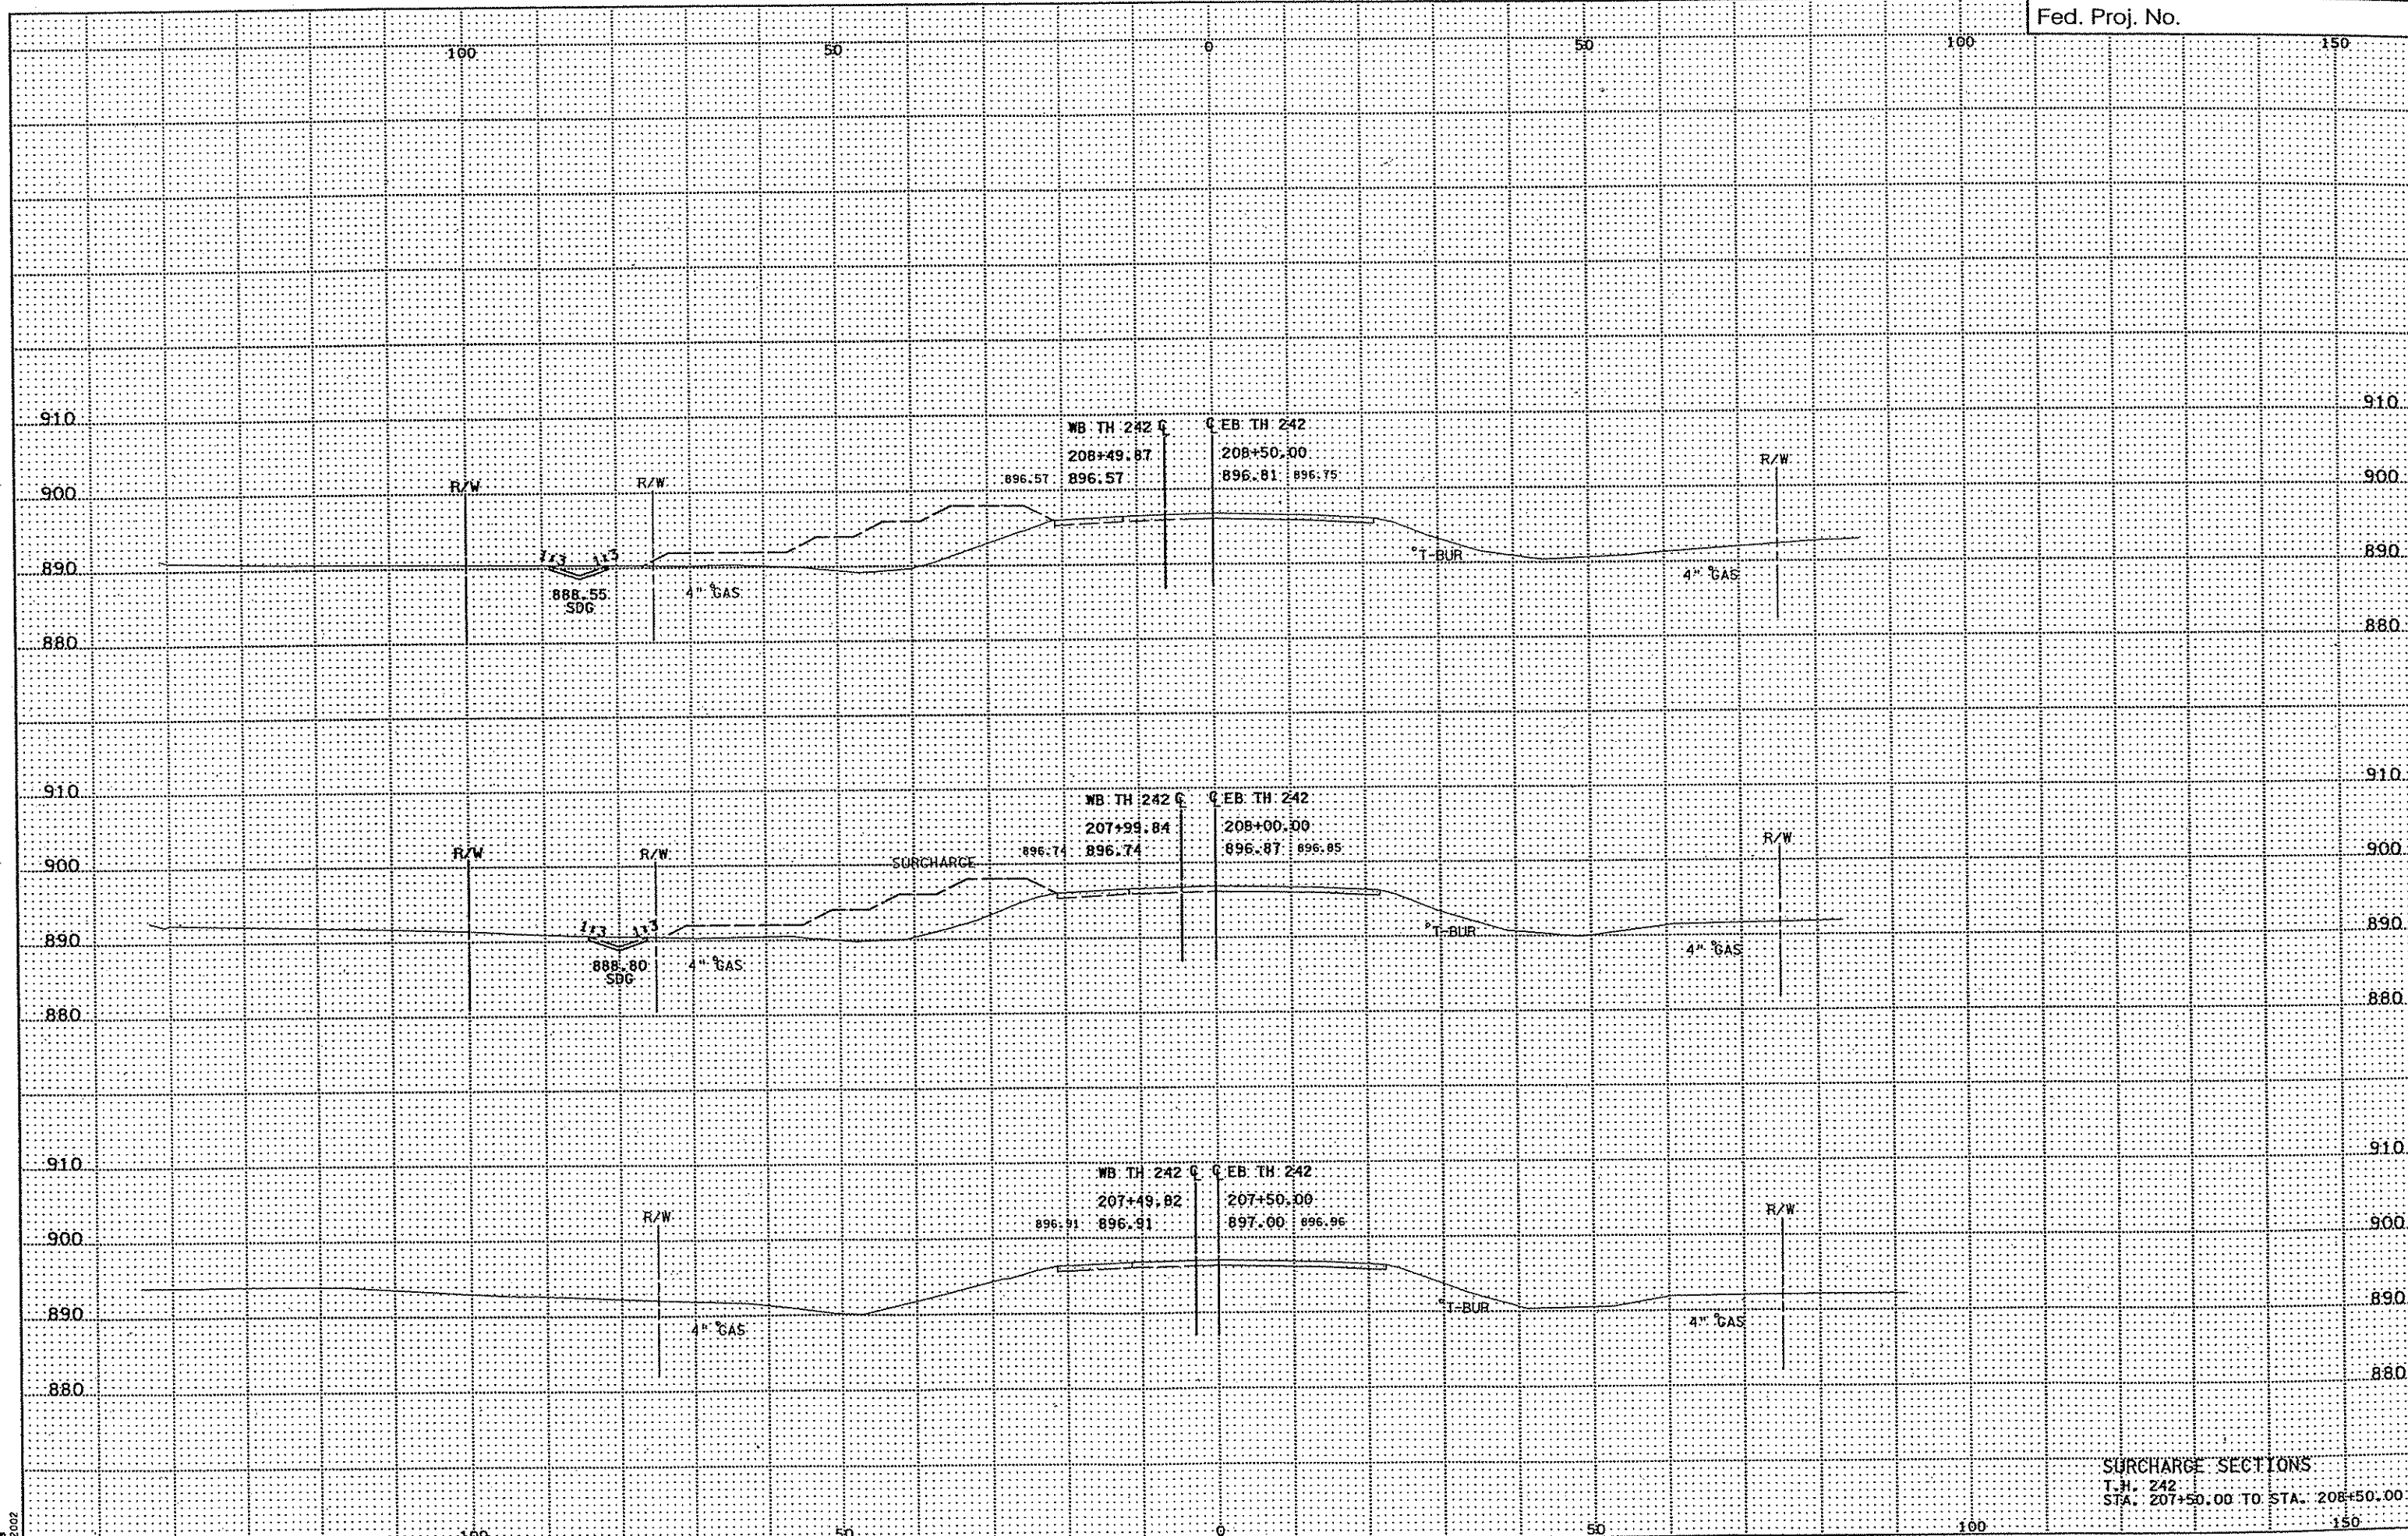 Fed. Proj. No.
100 50 0 50 100 150
910 910
WB TH 242 ℄ ℄ EB TH 242
208+49.87 208+50.00
896.57 896.57 896.81 896.75
R/W R/W R/W
900 900
1:3 1:3
°T-BUR
890 890
888.55
SDG
4" GAS 4" GAS
880 880
910 910
WB TH 242 ℄ ℄ EB TH 242
207+99.84 208+00.00
896.74 896.74 896.87 896.85
R/W R/W R/W
900 SURCHARGE 900
1:3 1:3
°T-BUR
890 890
888.80
SDG
4" GAS 4" GAS
880 880
910 910
WB TH 242 ℄ ℄ EB TH 242
207+49.82 207+50.00
896.91 896.91 897.00 896.96
R/W R/W
900 900
°T-BUR
890 890
4" GAS 4" GAS
880 880
SURCHARGE SECTIONS
T.H. 242
STA. 207+50.00 TO STA. 208+50.00
100 50 0 50 100 150
2002